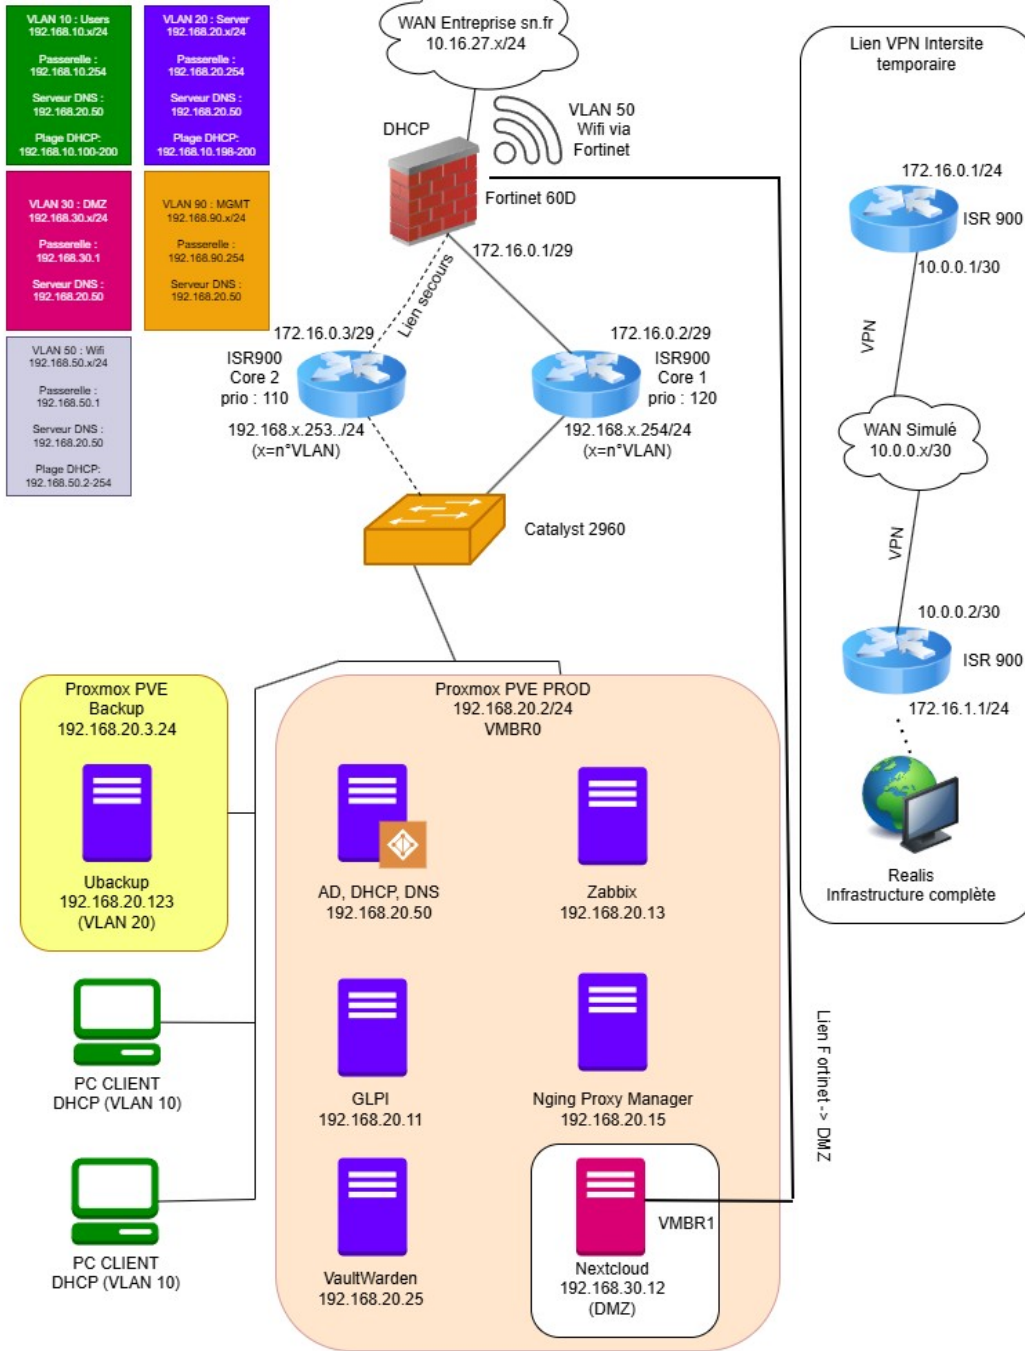 VLAN 10 : Users
192.168.10.x/24
Passerelle :
192.168.10.254
Serveur DNS :
192.168.20.50
Plage DHCP:
192.168.10.100-200
VLAN 20 : Server
192.168.20.x/24
Passerelle :
192.168.20.254
Serveur DNS :
192.168.20.50
Plage DHCP:
192.168.10.198-200
VLAN 30 : DMZ
192.168.30.x/24
Passerelle :
192.168.30.1
Serveur DNS :
192.168.20.50
VLAN 90 : MGMT
192.168.90.x/24
Passerelle :
192.168.90.254
Serveur DNS :
192.168.20.50
VLAN 50 : Wifi
192.168.50.x/24
Passerelle :
192.168.50.1
Serveur DNS :
192.168.20.50
Plage DHCP:
192.168.50.2-254
WAN Entreprise sn.fr
10.16.27.x/24
DHCP
VLAN 50
Wifi via
Fortinet
Fortinet 60D
172.16.0.1/29
Lien secours
172.16.0.3/29
ISR900
Core 2
prio : 110
192.168.x.253../24
(x=n°VLAN)
172.16.0.2/29
ISR900
Core 1
prio : 120
192.168.x.254/24
(x=n°VLAN)
Catalyst 2960
Proxmox PVE
Backup
192.168.20.3.24
Ubackup
192.168.20.123
(VLAN 20)
PC CLIENT
DHCP (VLAN 10)
PC CLIENT
DHCP (VLAN 10)
Proxmox PVE PROD
192.168.20.2/24
VMBR0
AD, DHCP, DNS
192.168.20.50
Zabbix
192.168.20.13
GLPI
192.168.20.11
Nging Proxy Manager
192.168.20.15
VaultWarden
192.168.20.25
VMBR1
Nextcloud
192.168.30.12
(DMZ)
Lien Fortinet -> DMZ
Lien VPN Intersite
temporaire
172.16.0.1/24
ISR 900
10.0.0.1/30
VPN
WAN Simulé
10.0.0.x/30
VPN
10.0.0.2/30
ISR 900
172.16.1.1/24
Realis
Infrastructure complète